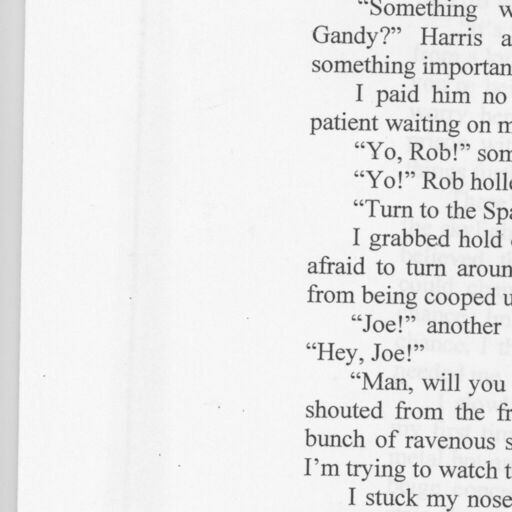 “Something
Gandy?” Harris
something importan
I paid him no
patient waiting on
“Yo, Rob!” som
“Yo!” Rob holl
“Turn to the Spa
I grabbed hold
afraid to turn aroun
from being cooped u
“Joe!” another
“Hey, Joe!”
“Man, will you
shouted from the fr
bunch of ravenous s
I’m trying to watch t
I stuck my nose